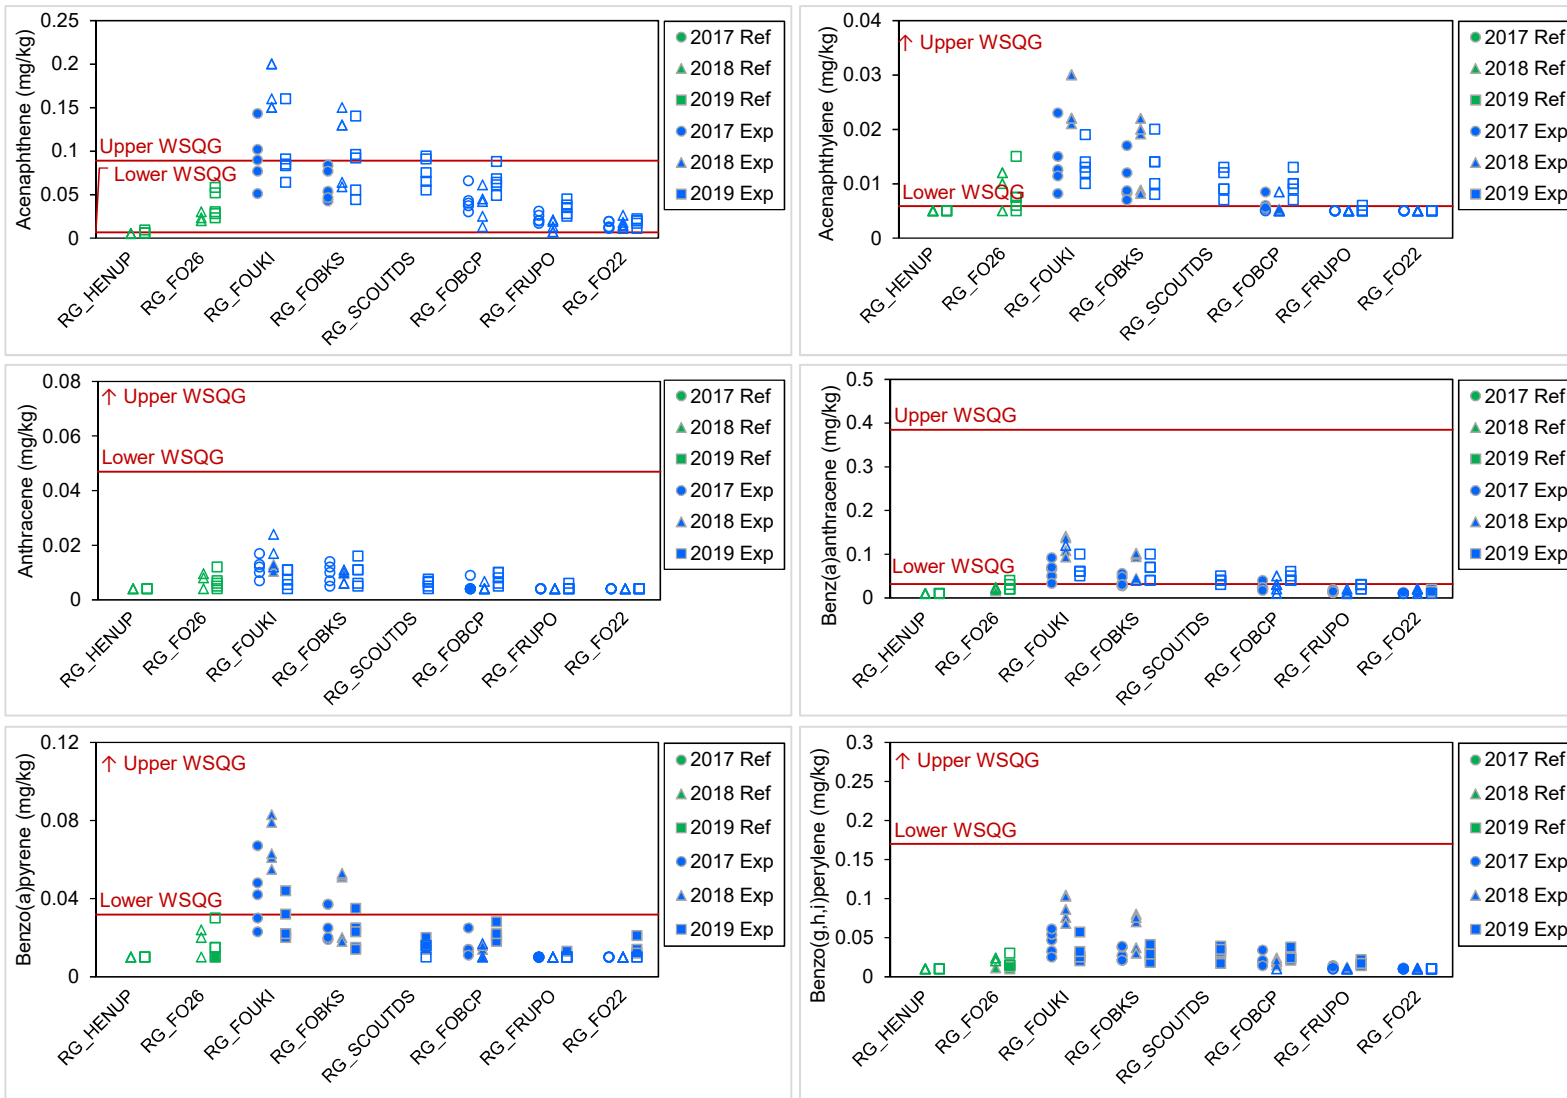 Acenaphthene (mg/kg)
0.25
0.2
0.15
0.1
0.05
0
Upper WSQG
Lower WSQG
RG_HENUP
RG_FO26
RG_FOUKI
RG_FOBKS
RG_SCOUTDS
RG_FOBCP
RG_FRUPO
RG_FO22
2017 Ref
2018 Ref
2019 Ref
2017 Exp
2018 Exp
2019 Exp
Acenaphthylene (mg/kg)
0.04
0.03
0.02
0.01
0
↑ Upper WSQG
Lower WSQG
RG_HENUP
RG_FO26
RG_FOUKI
RG_FOBKS
RG_SCOUTDS
RG_FOBCP
RG_FRUPO
RG_FO22
2017 Ref
2018 Ref
2019 Ref
2017 Exp
2018 Exp
2019 Exp
Anthracene (mg/kg)
0.08
0.06
0.04
0.02
0
↑ Upper WSQG
Lower WSQG
RG_HENUP
RG_FO26
RG_FOUKI
RG_FOBKS
RG_SCOUTDS
RG_FOBCP
RG_FRUPO
RG_FO22
2017 Ref
2018 Ref
2019 Ref
2017 Exp
2018 Exp
2019 Exp
Benz(a)anthracene (mg/kg)
0.5
0.4
0.3
0.2
0.1
0
Upper WSQG
Lower WSQG
RG_HENUP
RG_FO26
RG_FOUKI
RG_FOBKS
RG_SCOUTDS
RG_FOBCP
RG_FRUPO
RG_FO22
2017 Ref
2018 Ref
2019 Ref
2017 Exp
2018 Exp
2019 Exp
Benzo(a)pyrene (mg/kg)
0.12
0.08
0.04
0
↑ Upper WSQG
Lower WSQG
RG_HENUP
RG_FO26
RG_FOUKI
RG_FOBKS
RG_SCOUTDS
RG_FOBCP
RG_FRUPO
RG_FO22
2017 Ref
2018 Ref
2019 Ref
2017 Exp
2018 Exp
2019 Exp
Benzo(g,h,i)perylene (mg/kg)
0.3
0.25
0.2
0.15
0.1
0.05
0
↑ Upper WSQG
Lower WSQG
RG_HENUP
RG_FO26
RG_FOUKI
RG_FOBKS
RG_SCOUTDS
RG_FOBCP
RG_FRUPO
RG_FO22
2017 Ref
2018 Ref
2019 Ref
2017 Exp
2018 Exp
2019 Exp